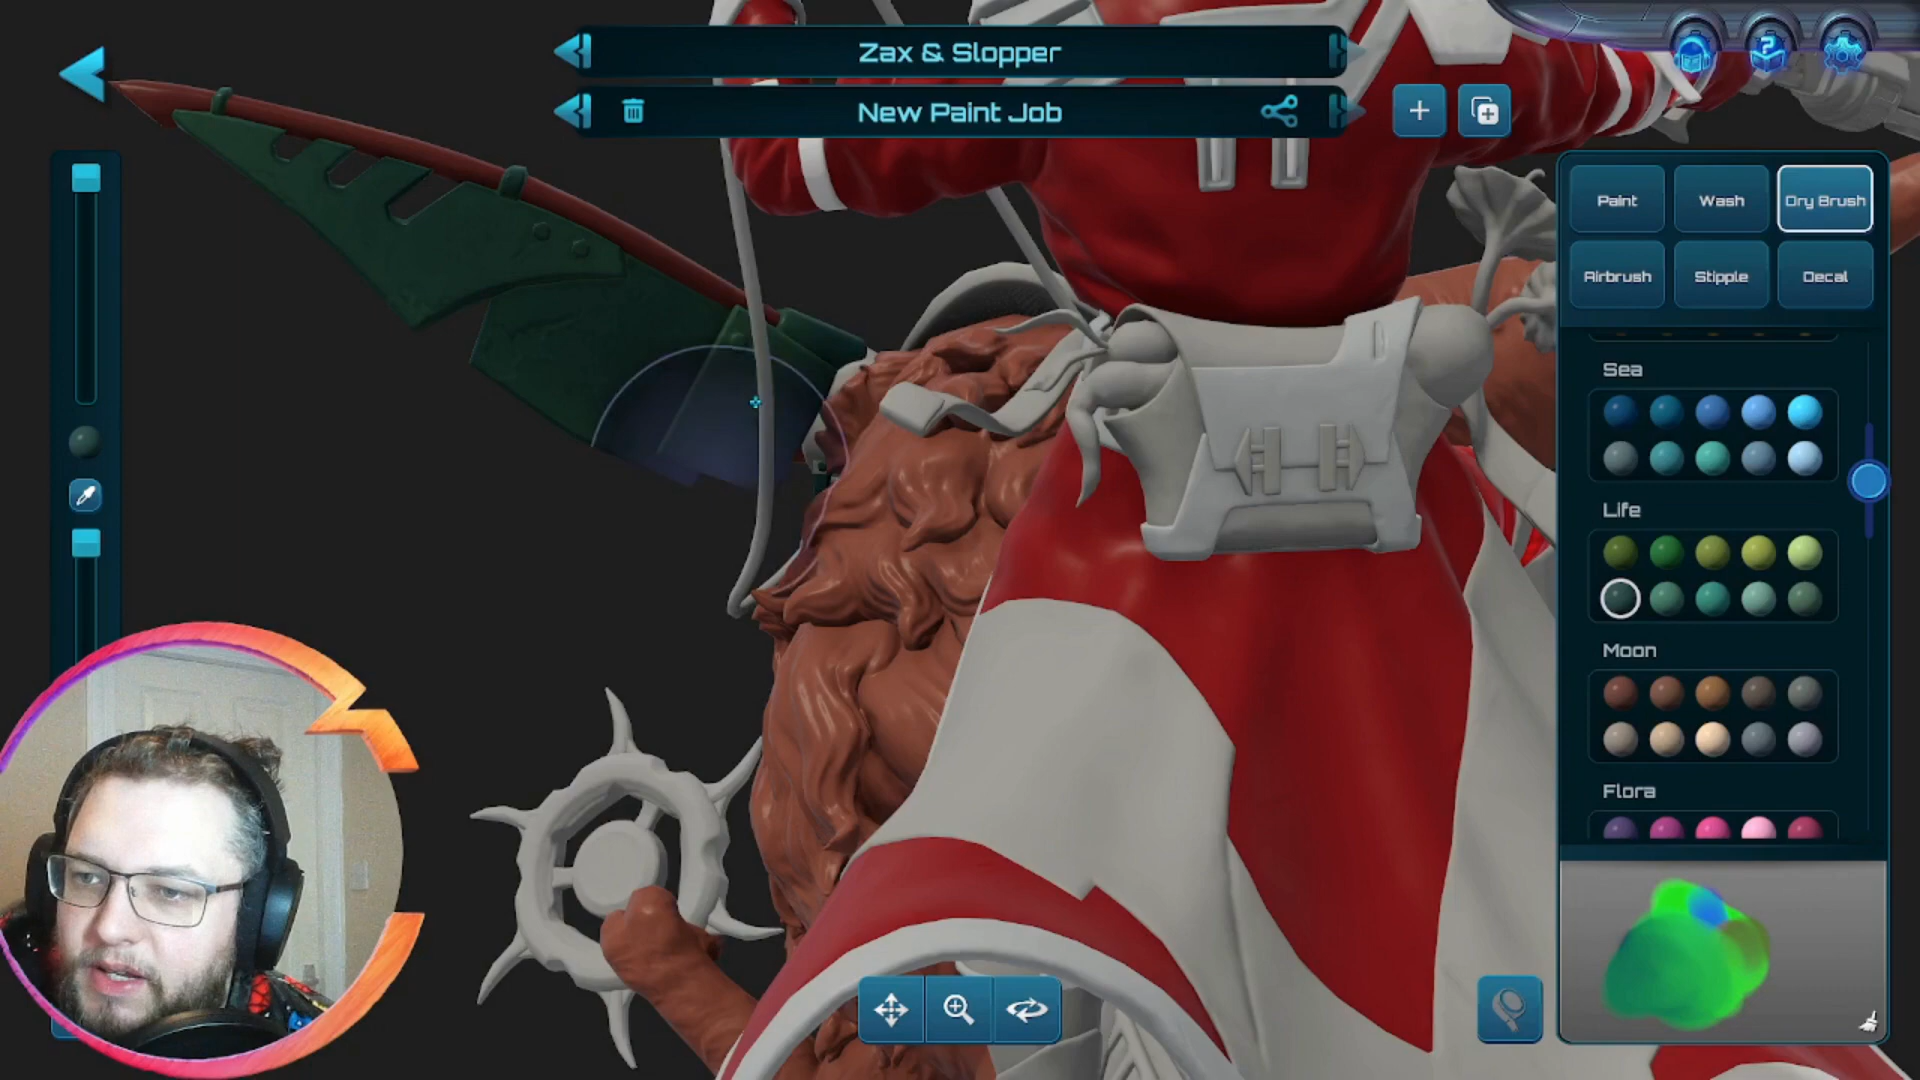 Zax & Slopper
New Paint Job
Paint
Wash
Dry Brush
Airbrush
Stipple
Decal
Sea
Life
Moon
Flora